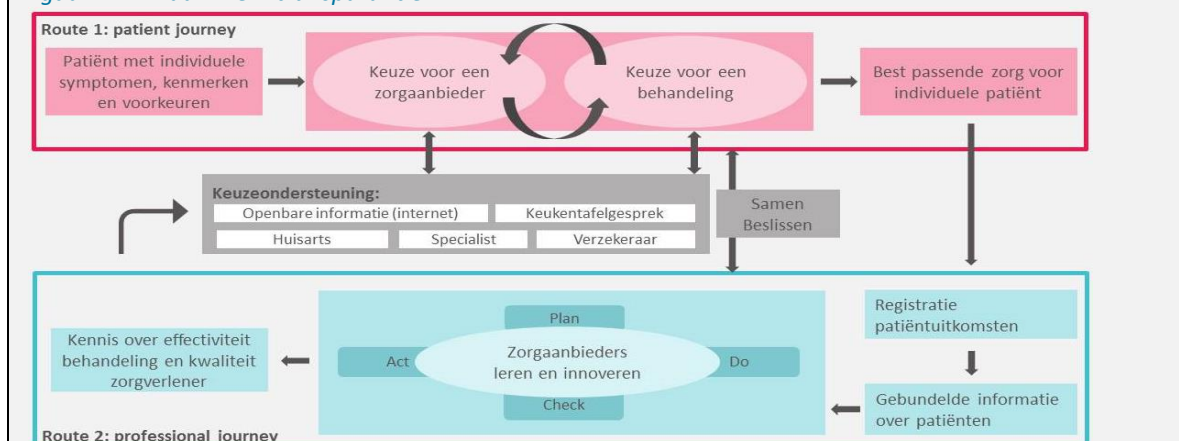 Route 1: patient journey
Patiënt met individuele
symptomen, kenmerken
en voorkeuren
Keuze voor een
zorgaanbieder
Keuze voor een
behandeling
Best passende zorg voor
individuele patiënt
Keuzeondersteuning:
Openbare informatie (internet)
Keukentafelgesprek
Huisarts
Specialist
Verzekeraar
Samen
Beslissen
Kennis over effectiviteit
behandeling en kwaliteit
zorgverlener
Plan
Act
Zorgaanbieders
leren en innoveren
Do
Check
Registratie
patiëntuitkomsten
Gebundelde informatie
over patiënten
Route 2: professional journey